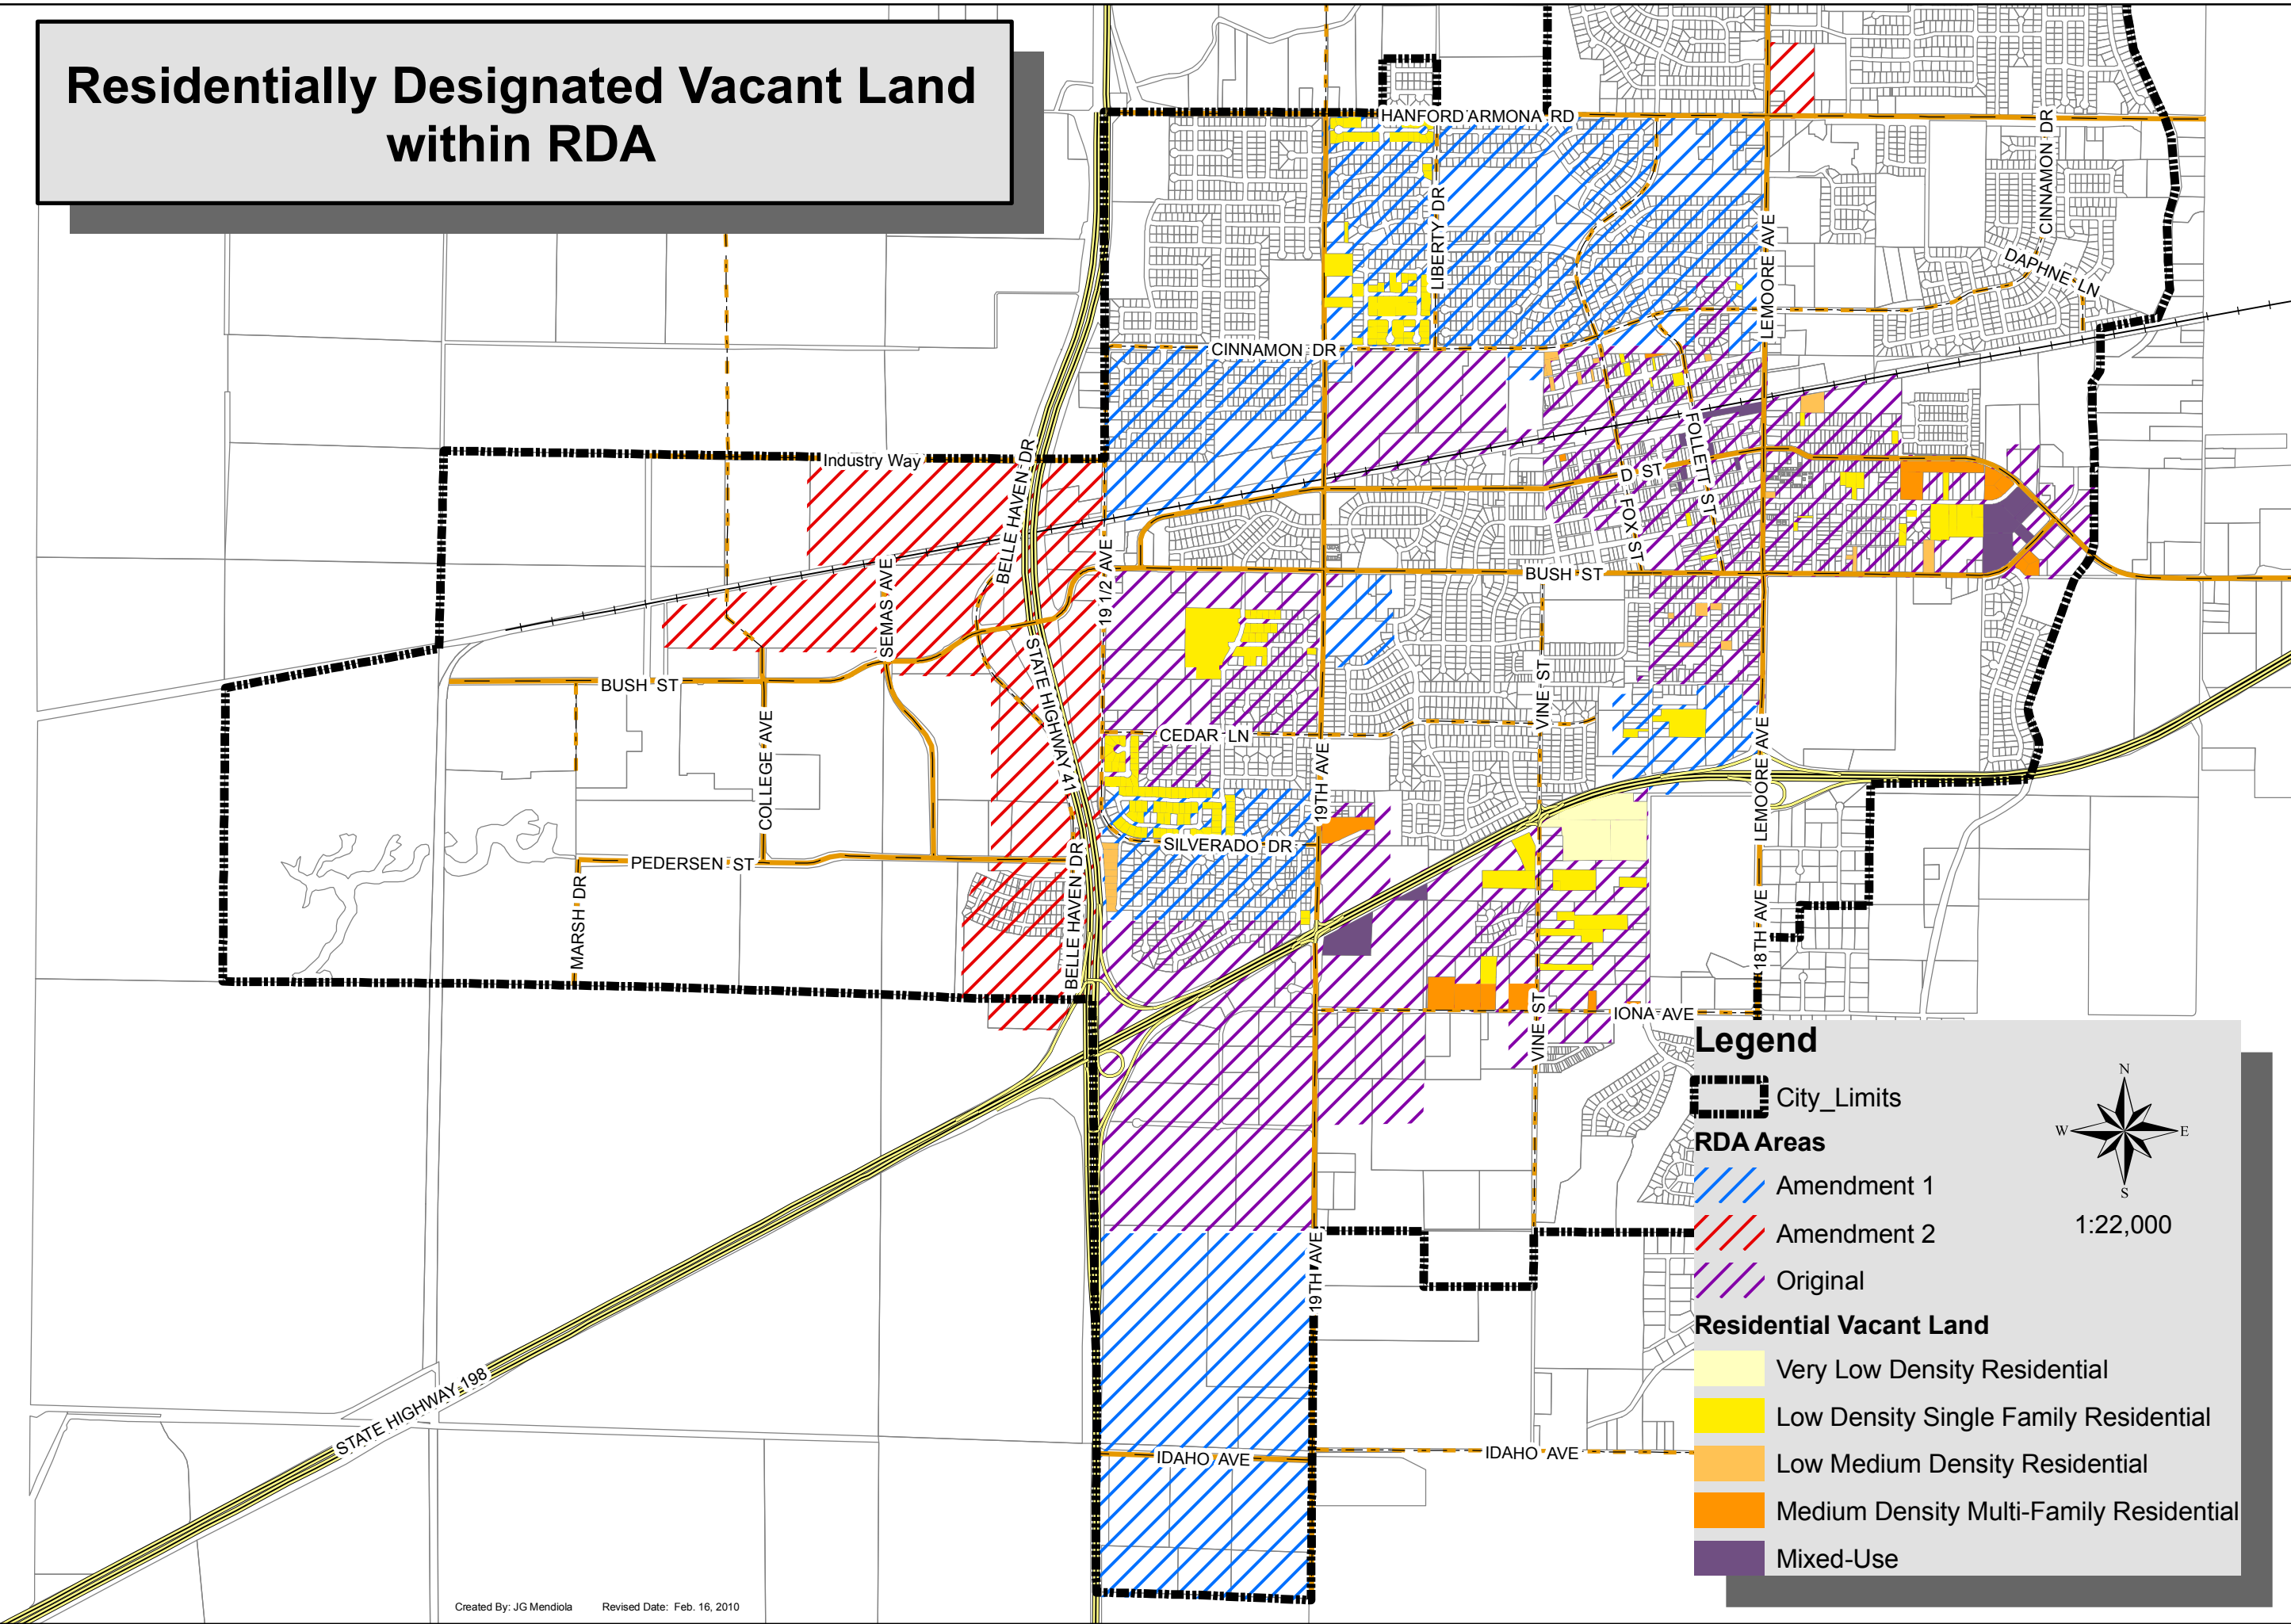 Residentially Designated Vacant Land
within RDA
HANFORD ARMONA RD
CINNAMON DR
LIBERTY DR
LEMOORE AVE
DAPHNE LN
CINNAMON DR
Industry Way
BELLE HAVEN DR
FOLLETT ST
D ST
FOX ST
SEMAS AVE
19 1/2 AVE
BUSH ST
BUSH ST
STATE HIGHWAY 41
VINE ST
COLLEGE AVE
CEDAR LN
19TH AVE
LEMOORE AVE
SILVERADO DR
PEDERSEN ST
MARSH DR
BELLE HAVEN DR
18TH AVE
VINE ST
IONA AVE
19TH AVE
STATE HIGHWAY 198
IDAHO AVE
IDAHO AVE
Legend
City_Limits
RDA Areas
Amendment 1
Amendment 2
Original
Residential Vacant Land
Very Low Density Residential
Low Density Single Family Residential
Low Medium Density Residential
Medium Density Multi-Family Residential
Mixed-Use
N
W
E
S
1:22,000
Created By: JG Mendiola Revised Date: Feb. 16, 2010